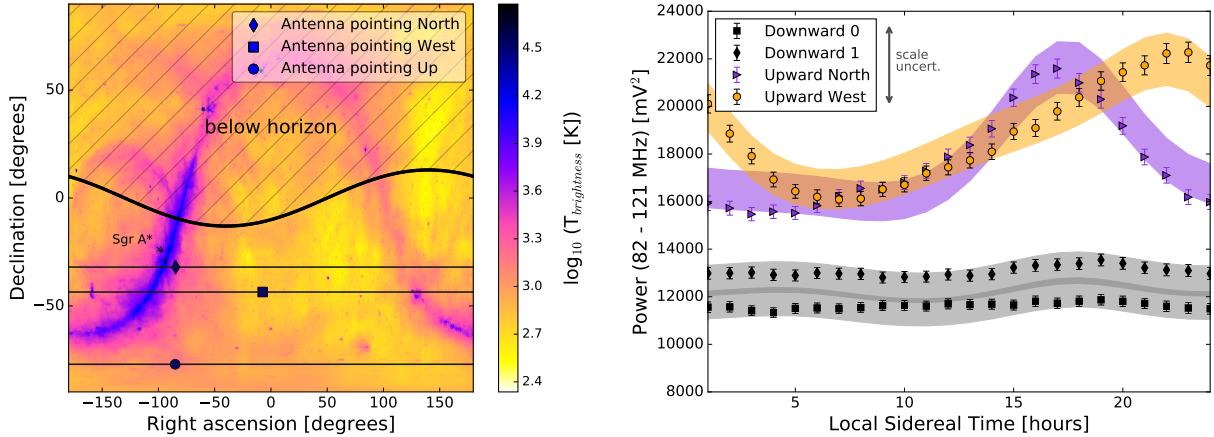 Antenna pointing North
Antenna pointing West
Antenna pointing Up
below horizon
Sgr A*
50
0
−50
−150
−100
−50
0
50
100
150
Right ascension [degrees]
Declination [degrees]
4.5
4.2
3.9
3.6
3.3
3.0
2.7
2.4
log₁₀ (T_brightness [K])
Downward 0
Downward 1
Upward North
Upward West
scale
uncert.
24000
22000
20000
18000
16000
14000
12000
10000
8000
5
10
15
20
Local Sidereal Time [hours]
Power (82 - 121 MHz) [mV²]